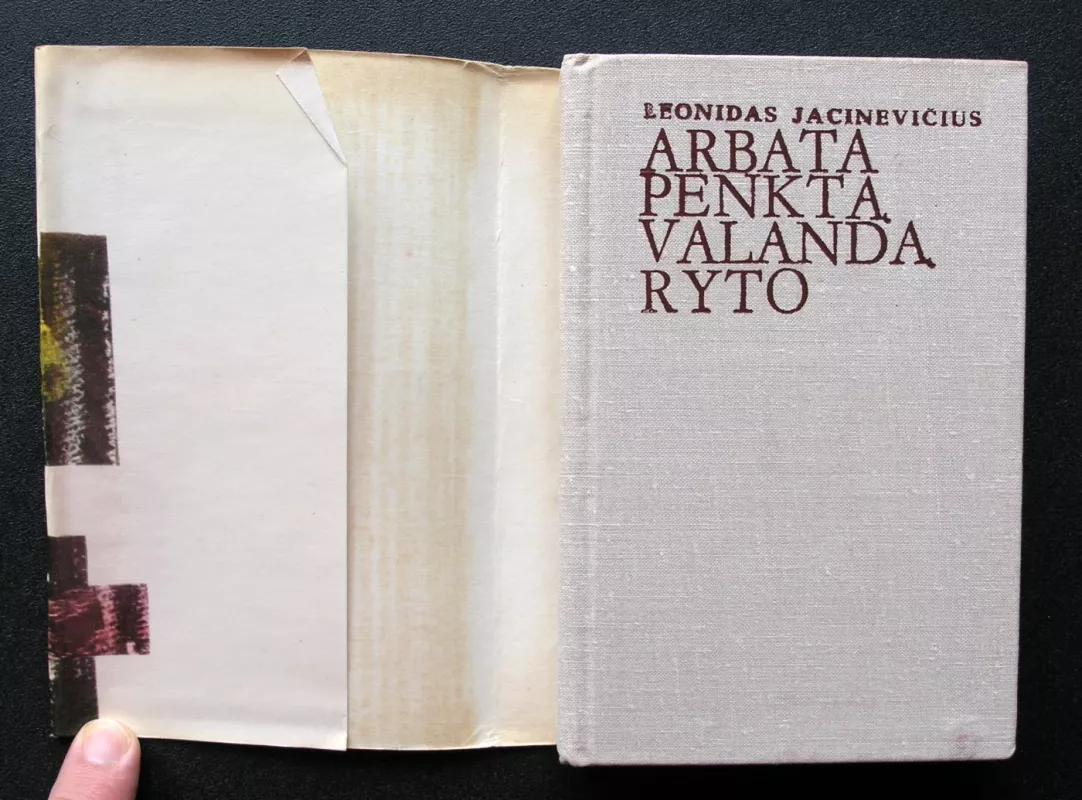 LEONIDAS JACINEVIČIUS
ARBATA
PENKTĄ
VALANDĄ
RYTO